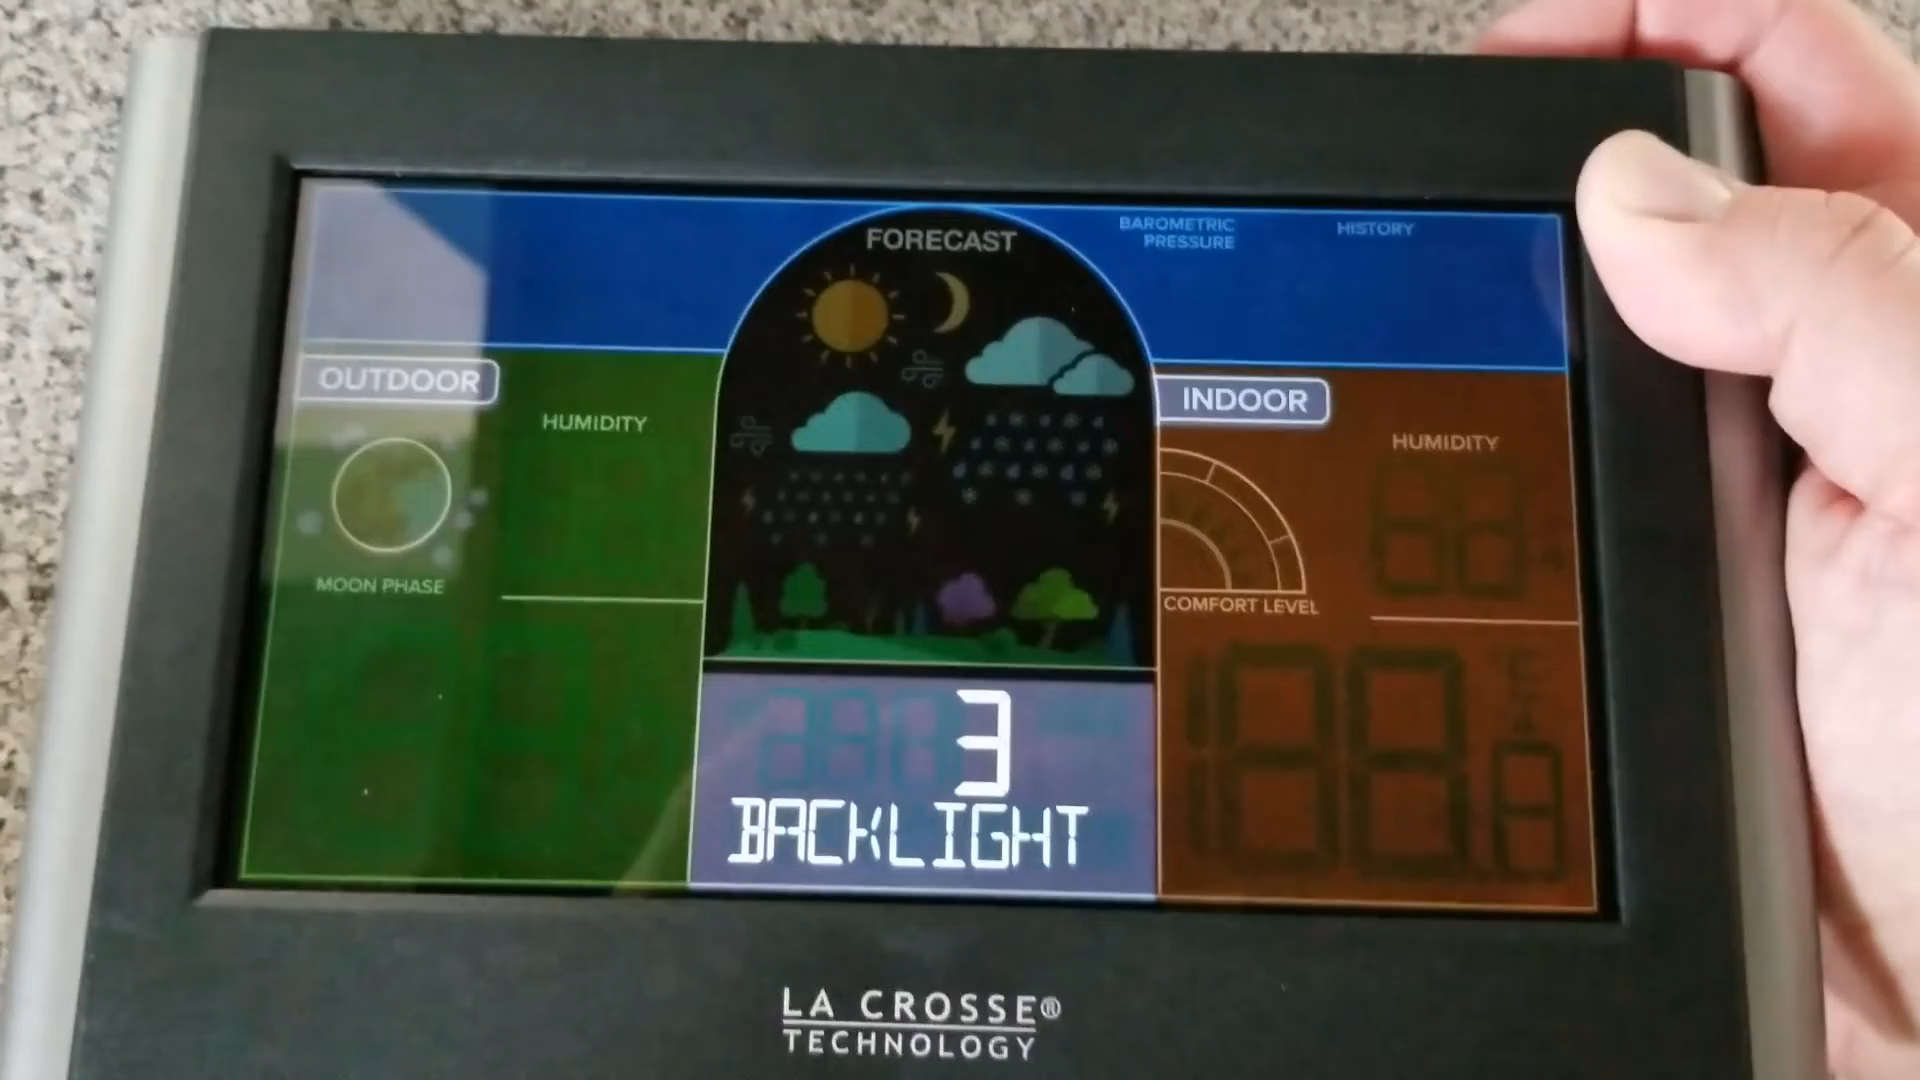 FORECAST
BAROMETRIC
PRESSURE
HISTORY
OUTDOOR
HUMIDITY
MOON PHASE
INDOOR
HUMIDITY
COMFORT LEVEL
3
BACKLIGHT
LA CROSSE®
TECHNOLOGY